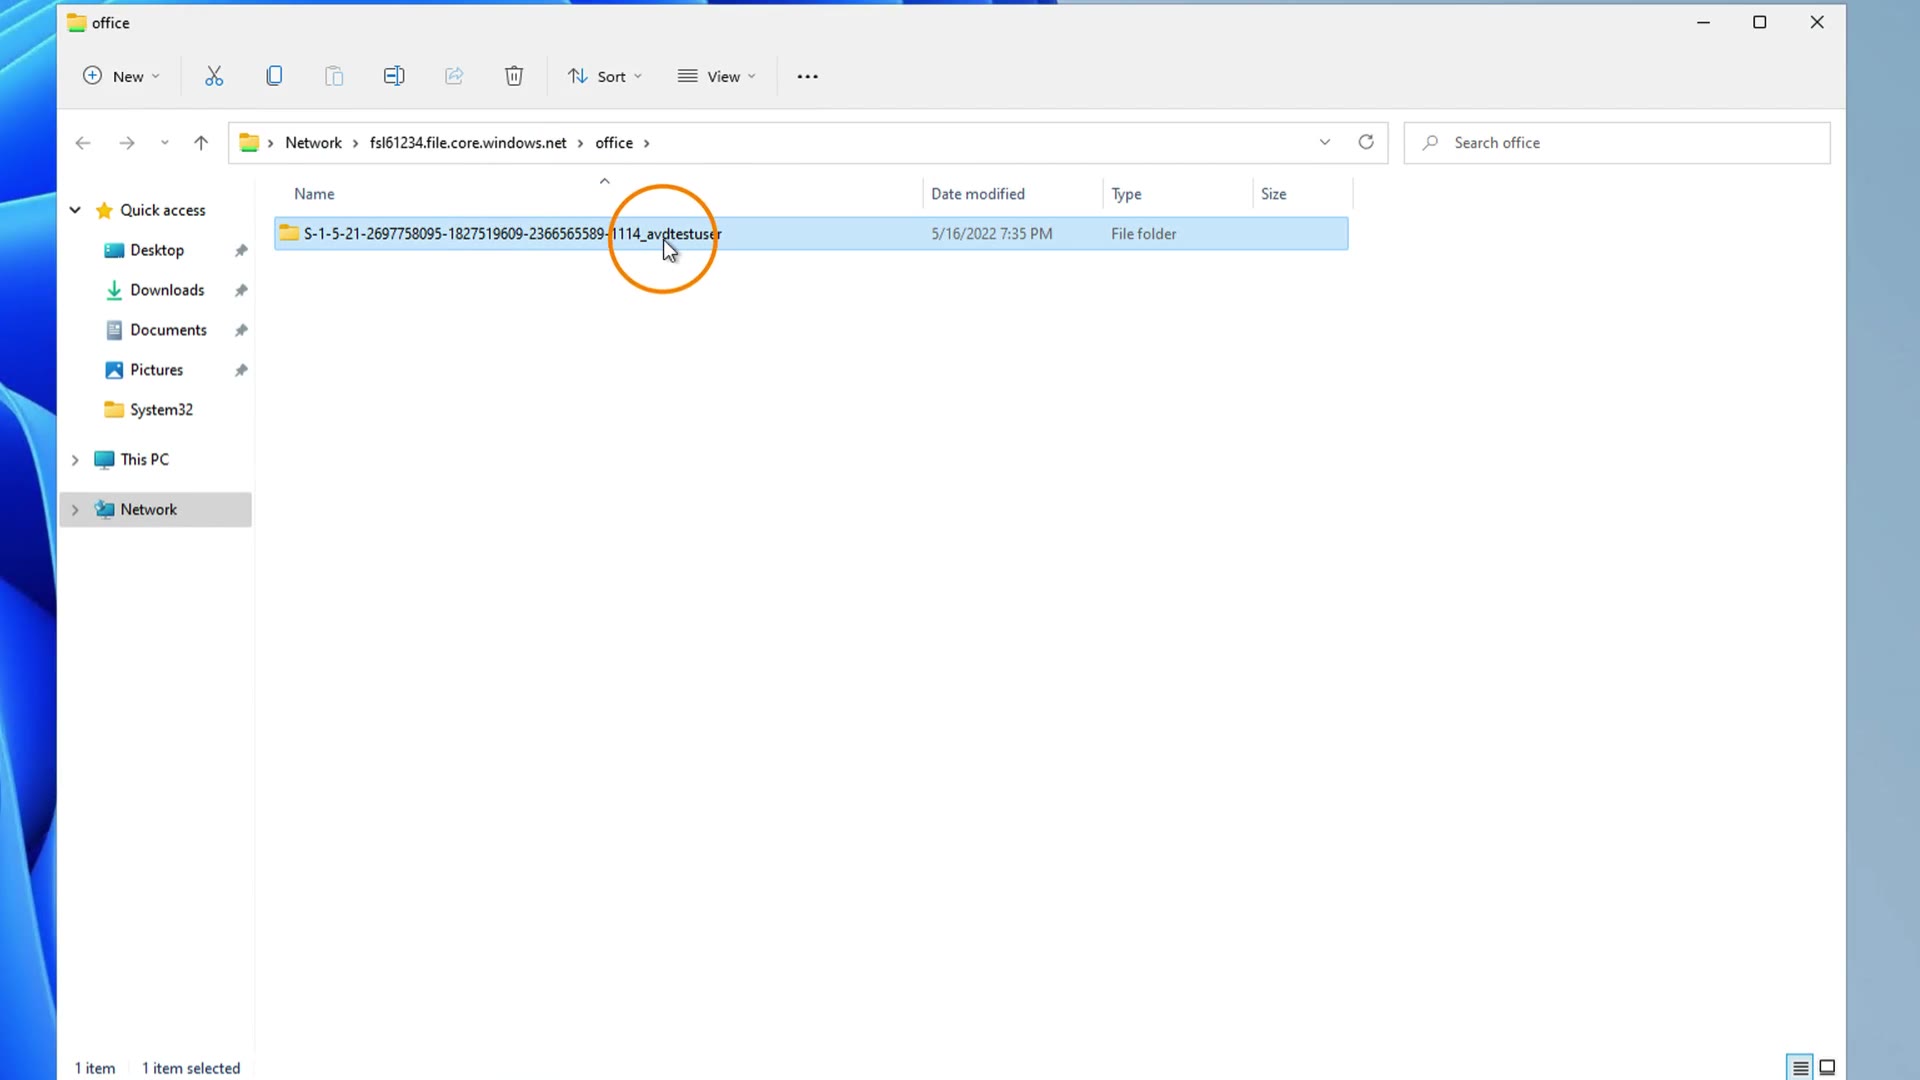 office
New
Sort
View
Network
fsl61234.file.core.windows.net
office
Search office
Name
Date modified
Type
Size
S-1-5-21-2697758095-1827519609-2366565589-1114_avdtestuser
5/16/2022 7:35 PM
File folder
Quick access
Desktop
Downloads
Documents
Pictures
System32
This PC
Network
1 item
1 item selected